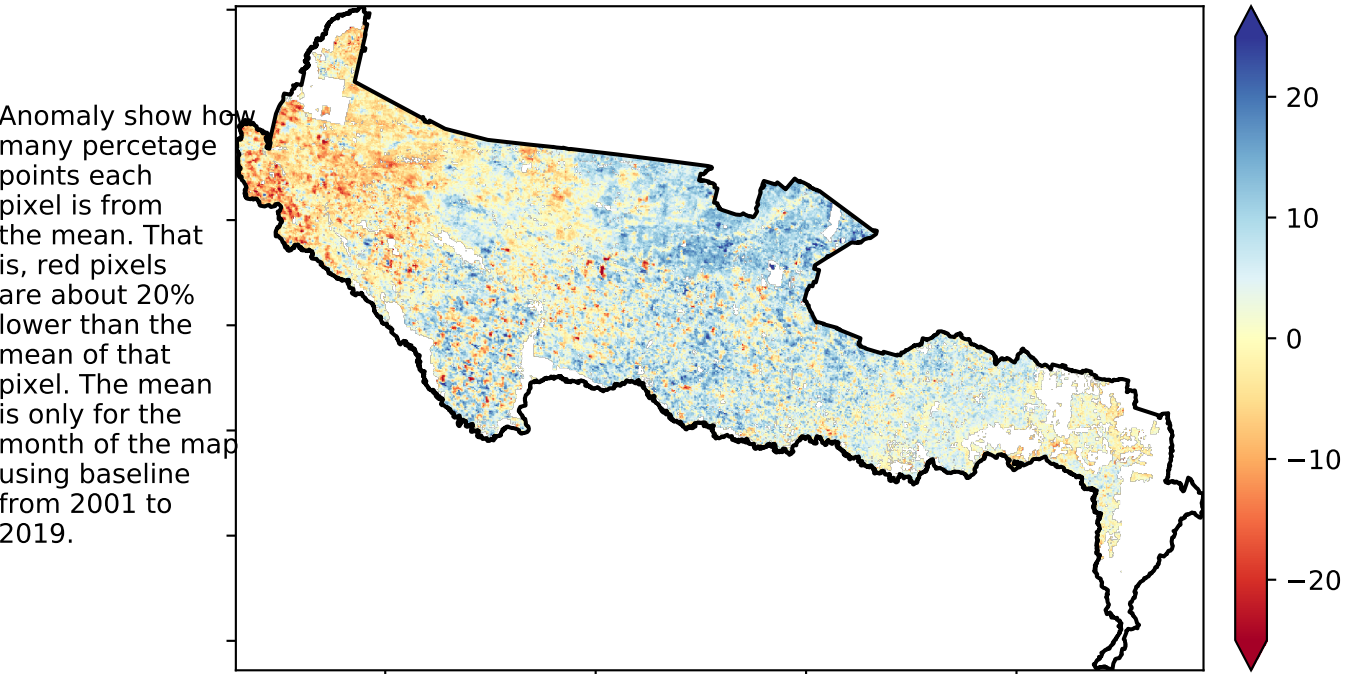 Anomaly show how
many percetage
points each
pixel is from
the mean. That
is, red pixels
are about 20%
lower than the
mean of that
pixel. The mean
is only for the
month of the map
using baseline
from 2001 to
2019.
20
10
0
−10
−20